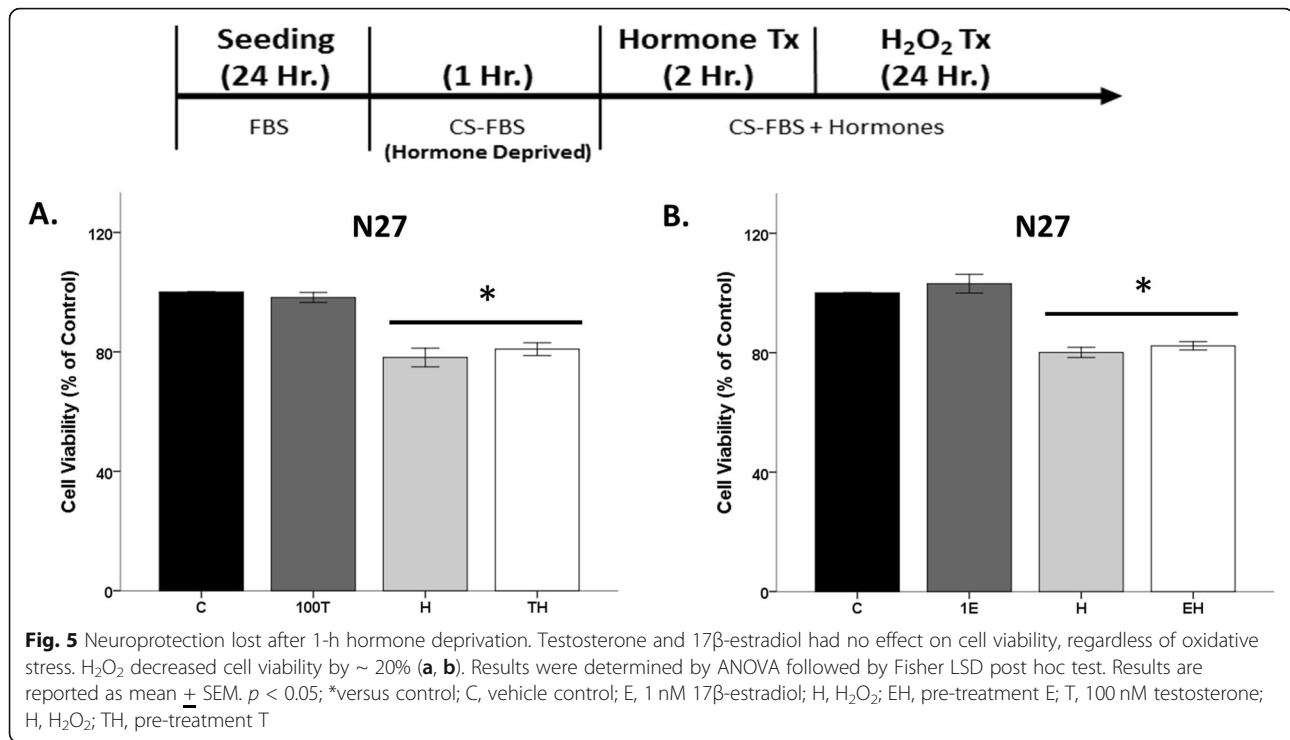 Seeding
(24 Hr.)
(1 Hr.)
Hormone Tx
(2 Hr.)
H₂O₂ Tx
(24 Hr.)
FBS
CS-FBS
(Hormone Deprived)
CS-FBS + Hormones
A.
N27
*
Cell Viability (% of Control)
120
80
40
0
C
100T
H
TH
B.
N27
*
Cell Viability (% of Control)
120
80
40
0
C
1E
H
EH
Fig. 5 Neuroprotection lost after 1-h hormone deprivation. Testosterone and 17β-estradiol had no effect on cell viability, regardless of oxidative
stress. H₂O₂ decreased cell viability by ~ 20% (a, b). Results were determined by ANOVA followed by Fisher LSD post hoc test. Results are
reported as mean ± SEM. p < 0.05; *versus control; C, vehicle control; E, 1 nM 17β-estradiol; H, H₂O₂; EH, pre-treatment E; T, 100 nM testosterone;
H, H₂O₂; TH, pre-treatment T